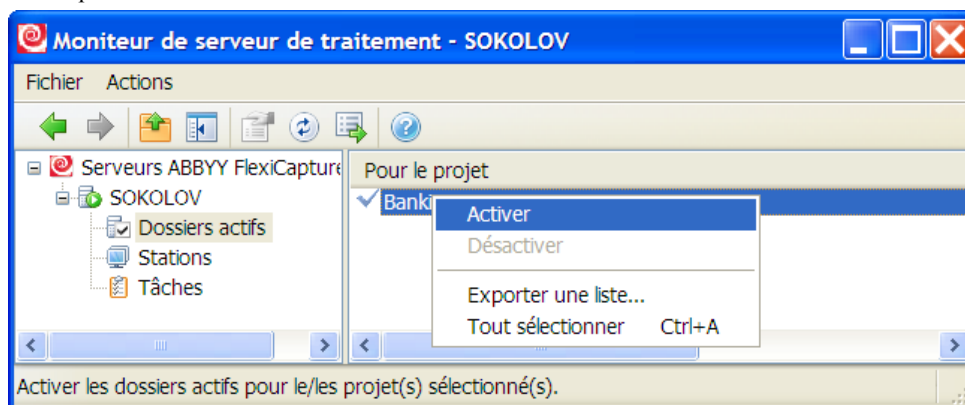 Moniteur de serveur de traitement - SOKOLOV
Fichier Actions
Serveurs ABBYY FlexiCapture
SOKOLOV
Dossiers actifs
Stations
Tâches
Pour le projet
Activer
Désactiver
Exporter une liste...
Tout sélectionner Ctrl+A
Activer les dossiers actifs pour le/les projet(s) sélectionné(s).